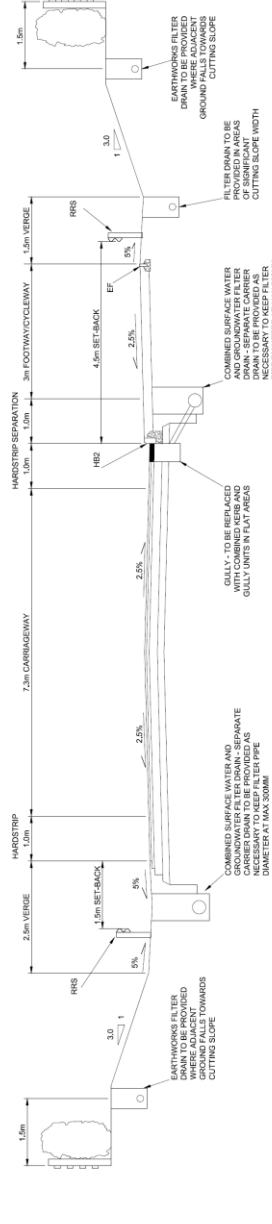 1.5m
EARTHWORKS FILTER
DRAIN TO BE PROVIDED
WHERE ADJACENT
GROUND FALLS TOWARDS
CUTTING SLOPE
3.0
1
2.5m VERGE
1.5m SET-BACK
RRS
5%
5%
HARDSTRIP
1.0m
COMBINED SURFACE WATER AND
GROUNDWATER FILTER DRAIN - SEPARATE
CARRIER DRAIN TO BE PROVIDED AS
NECESSARY TO KEEP FILTER PIPE
DIAMETER AT MAX 300MM
7.3m CARRIAGEWAY
2.5%
2.5%
HARDSTRIP SEPARATION
1.0m
1.0m
HB2
GULLY - TO BE REPLACED
WITH COMBINED KERB AND
GULLY UNITS IN FLAT AREAS
3m FOOTWAY/CYCLEWAY
4.5m SET-BACK
2.5%
EF
5%
RRS
1.5m VERGE
COMBINED SURFACE WATER
AND GROUNDWATER FILTER
DRAIN - SEPARATE CARRIER
DRAIN TO BE PROVIDED AS
NECESSARY TO KEEP FILTER
FILTER DRAIN TO BE
PROVIDED IN AREAS
OF SIGNIFICANT
CUTTING SLOPE WIDTH
3.0
1
EARTHWORKS FILTER
DRAIN TO BE PROVIDED
WHERE ADJACENT
GROUND FALLS TOWARDS
CUTTING SLOPE
1.5m